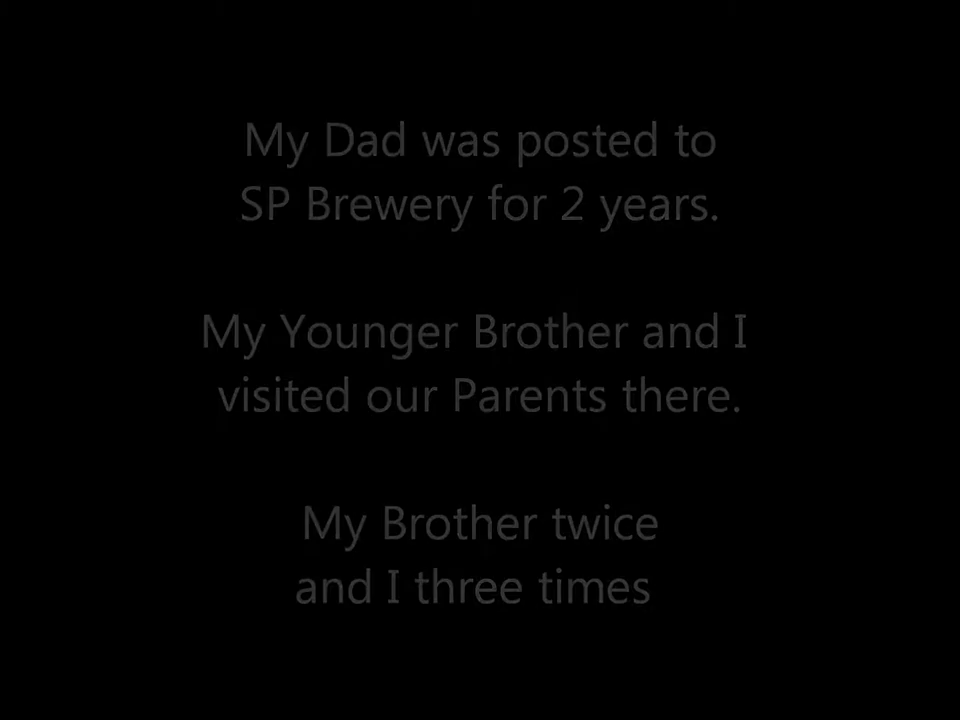 My Dad was posted to
SP Brewery for 2 years.
My Younger Brother and I
visited our Parents there.
My Brother twice
and I three times